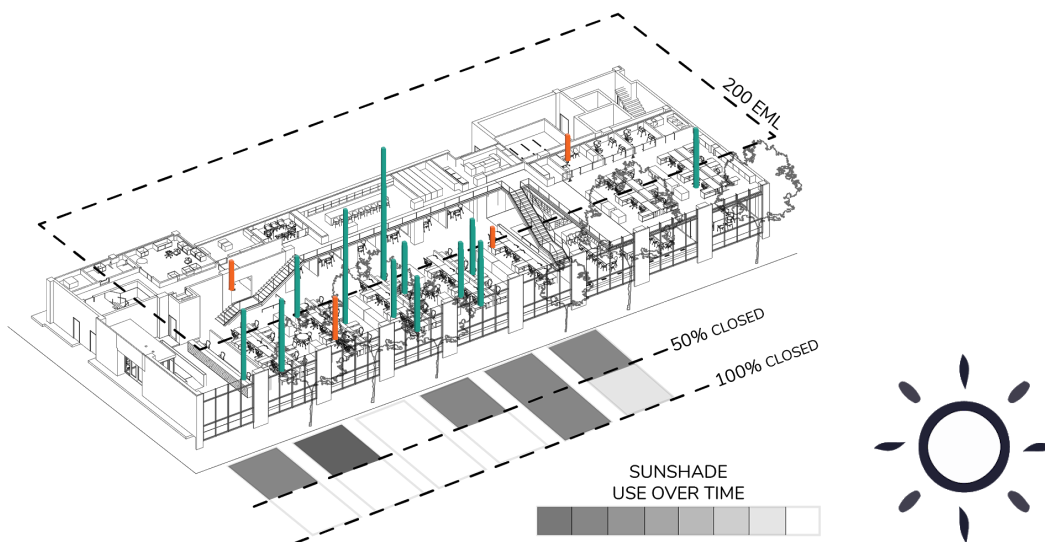 200 EML
50% CLOSED
100% CLOSED
SUNSHADE
USE OVER TIME